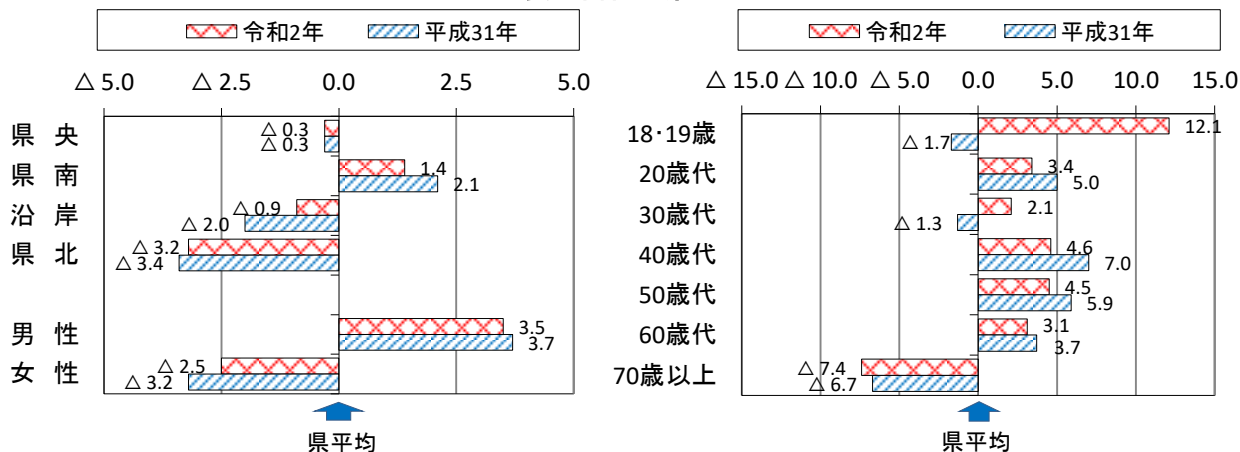 令和2年 平成31年
△ 5.0 △ 2.5 0.0 2.5 5.0
県 央 △ 0.3
△ 0.3
県 南 1.4
2.1
沿 岸 △ 0.9
△ 2.0
県 北 △ 3.2
△ 3.4
男 性 3.5
3.7
女 性 △ 2.5
△ 3.2
県平均
令和2年 平成31年
△ 15.0 △ 10.0 △ 5.0 0.0 5.0 10.0 15.0
18・19歳 12.1
△ 1.7
20歳代 3.4
5.0
30歳代 2.1
△ 1.3
40歳代 4.6
7.0
50歳代 4.5
5.9
60歳代 3.1
3.7
70歳以上 △ 7.4
△ 6.7
県平均